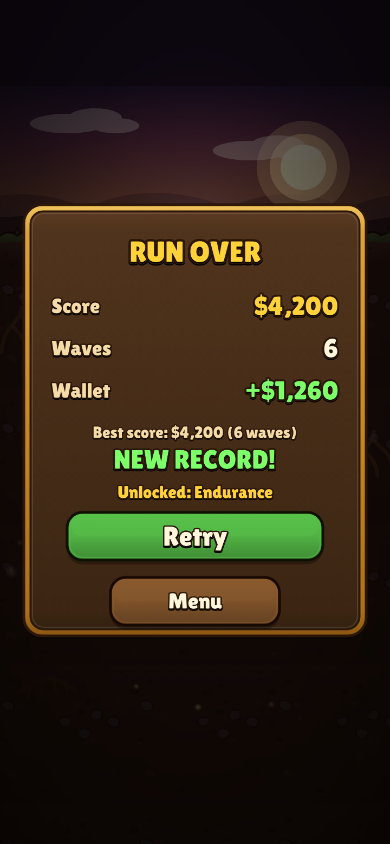 RUN OVER
Score $4,200
Waves 6
Wallet +$1,260
Best score: $4,200 (6 waves)
NEW RECORD!
Unlocked: Endurance
Retry
Menu